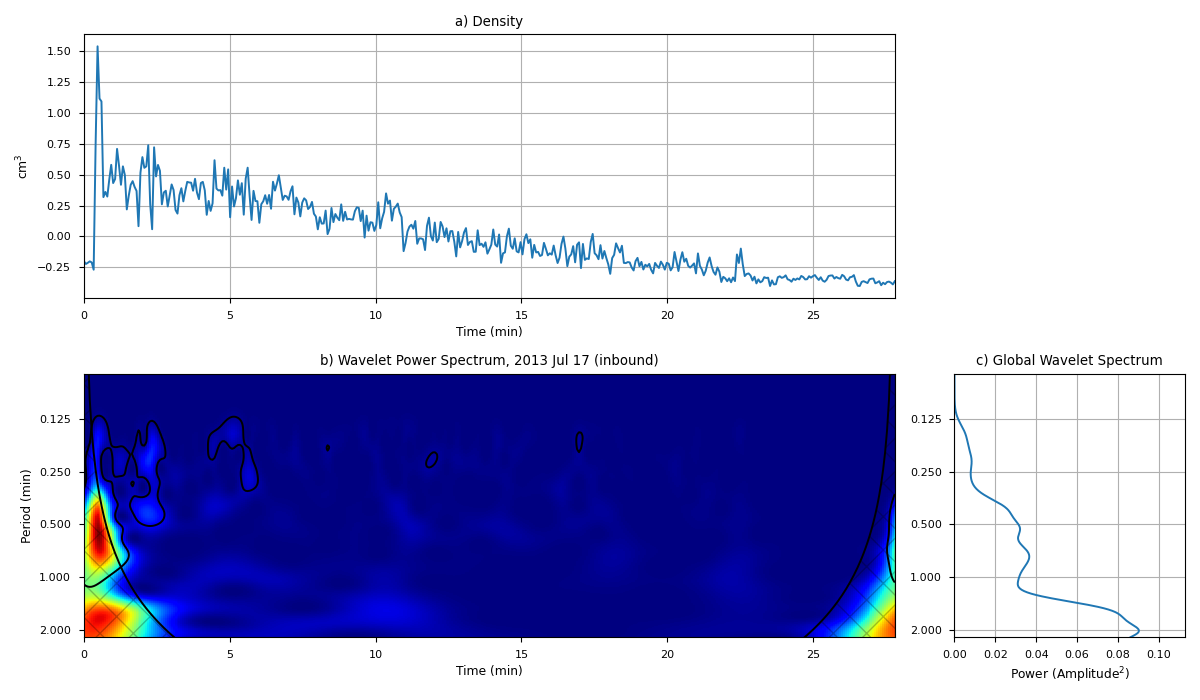 a) Density
cm³
1.50
1.25
1.00
0.75
0.50
0.25
0.00
−0.25
0 5 10 15 20 25
Time (min)
b) Wavelet Power Spectrum, 2013 Jul 17 (inbound)
Period (min)
0.125
0.250
0.500
1.000
2.000
0 5 10 15 20 25
Time (min)
c) Global Wavelet Spectrum
0.125
0.250
0.500
1.000
2.000
0.00 0.02 0.04 0.06 0.08 0.10
Power (Amplitude²)